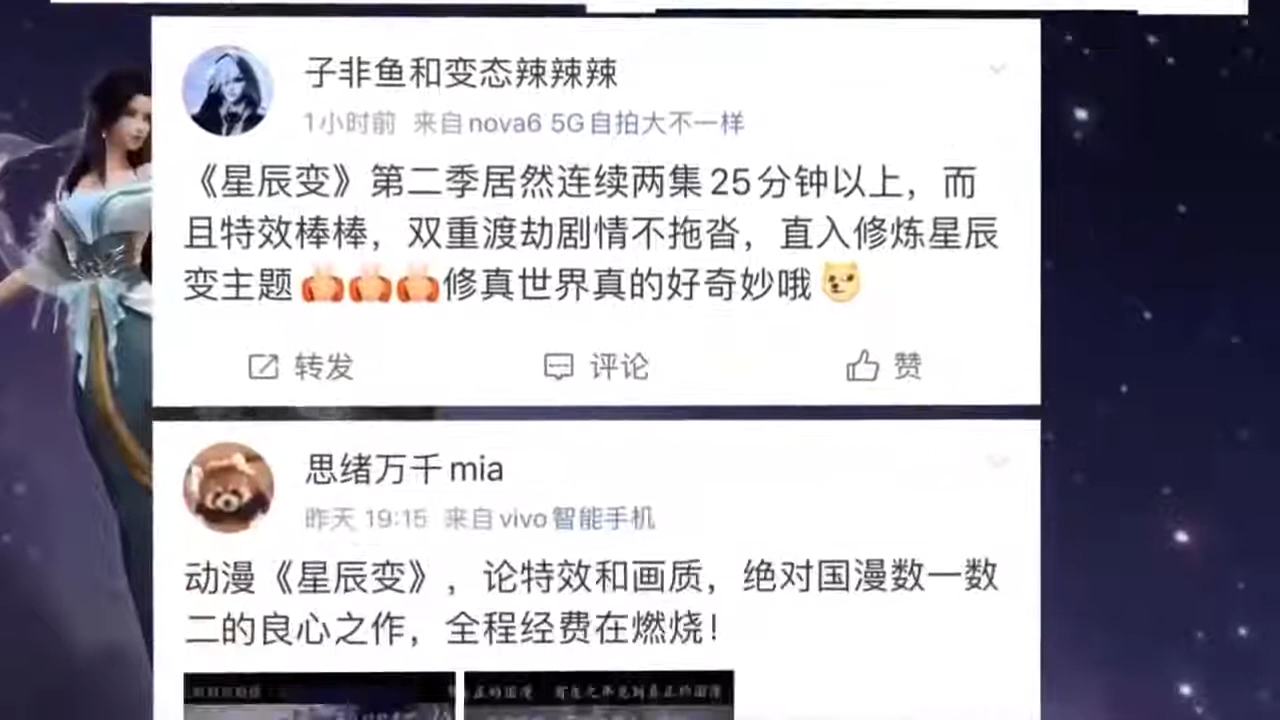 子非鱼和变态辣辣辣
1小时前 来自nova6 5G自拍大不一样
《星辰变》第二季居然连续两集25分钟以上，而
且特效棒棒，双重渡劫剧情不拖沓，直入修炼星辰
变主题修真世界真的好奇妙哦
转发 评论 赞
思绪万千mia
昨天 19:15 来自vivo智能手机
动漫《星辰变》，论特效和画质，绝对国漫数一数
二的良心之作，全程经费在燃烧！